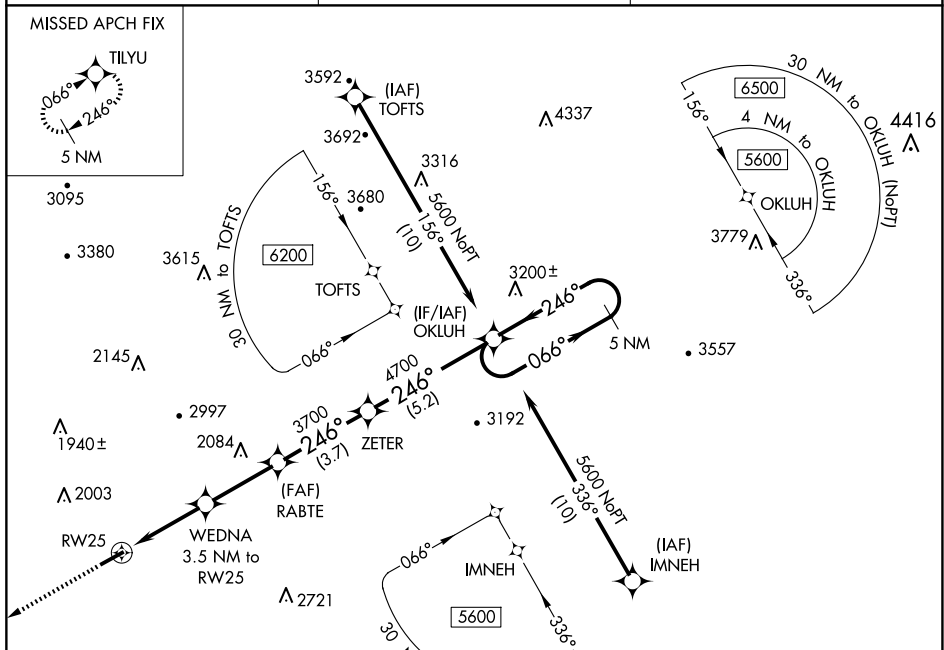 MISSED APCH FIX
TILYU
066°
246°
5 NM
3592
(IAF)
TOFTS
3692
4337
3316
5600 NoPT
156°
(10)
3095
3380
3615
3680
156°
6200
TOFTS
30 NM to TOFTS
066°
6500
30 NM to OKLUH (NoPT)
4416
156°
4 NM to OKLUH
5600
OKLUH
3779
336°
3200±
(IF/IAF)
OKLUH
246°
066°
5 NM
3557
2145
4700
246°
(5.2)
ZETER
3192
2997
3700
246°
(3.7)
1940±
2084
(FAF)
RABTE
2003
WEDNA
3.5 NM to
RW25
RW25
5600 NoPT
336°
(10)
(IAF)
IMNEH
066°
IMNEH
336°
5600
30
2721